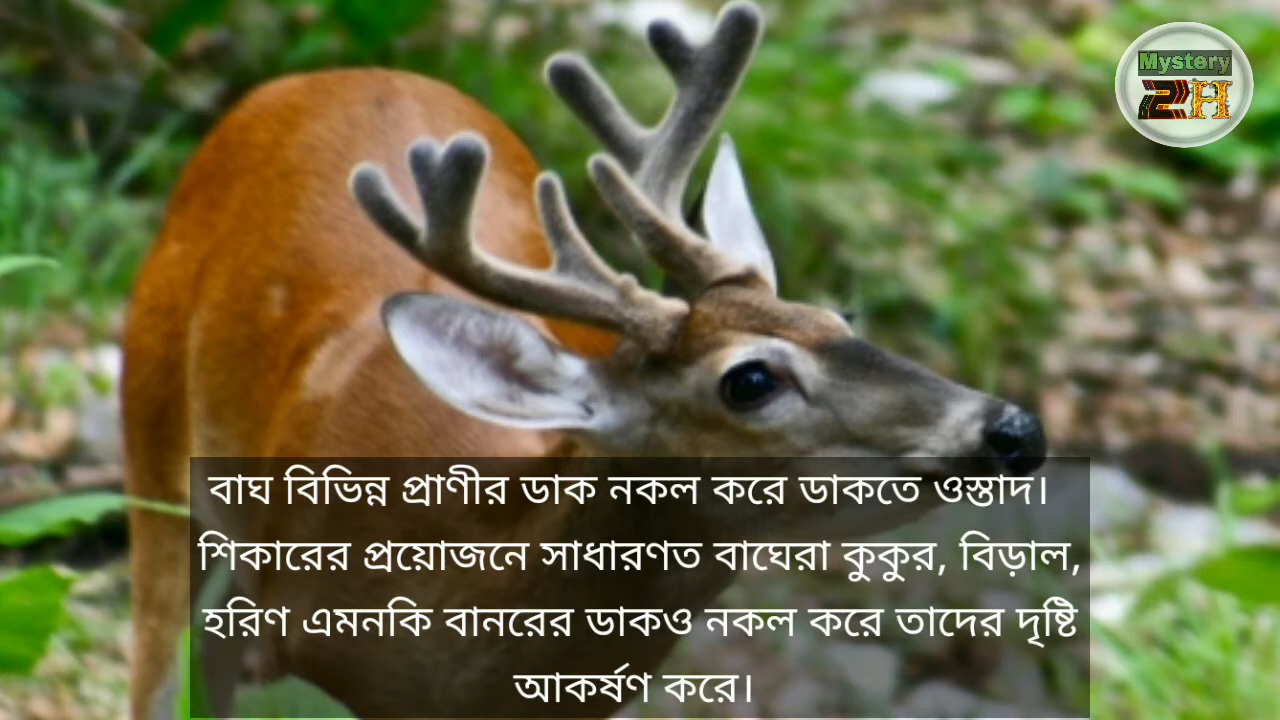 Mystery
2H
বাঘ বিভিন্ন প্রাণীর ডাক নকল করে ডাকতে ওস্তাদ।
শিকারের প্রয়োজনে সাধারণত বাঘেরা কুকুর, বিড়াল,
হরিণ এমনকি বানরের ডাকও নকল করে তাদের দৃষ্টি
আকর্ষণ করে।